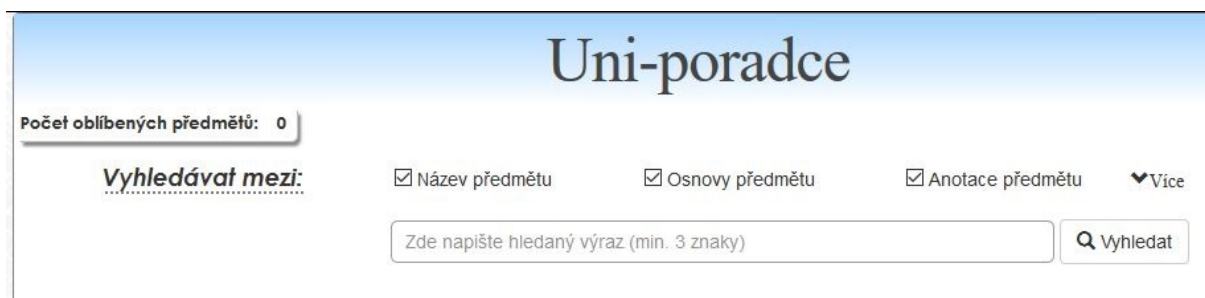 Uni-poradce
Počet oblíbených předmětů: 0
Vyhledávat mezi: Název předmětu Osnovy předmětu Anotace předmětu Více
Zde napište hledaný výraz (min. 3 znaky) Vyhledat